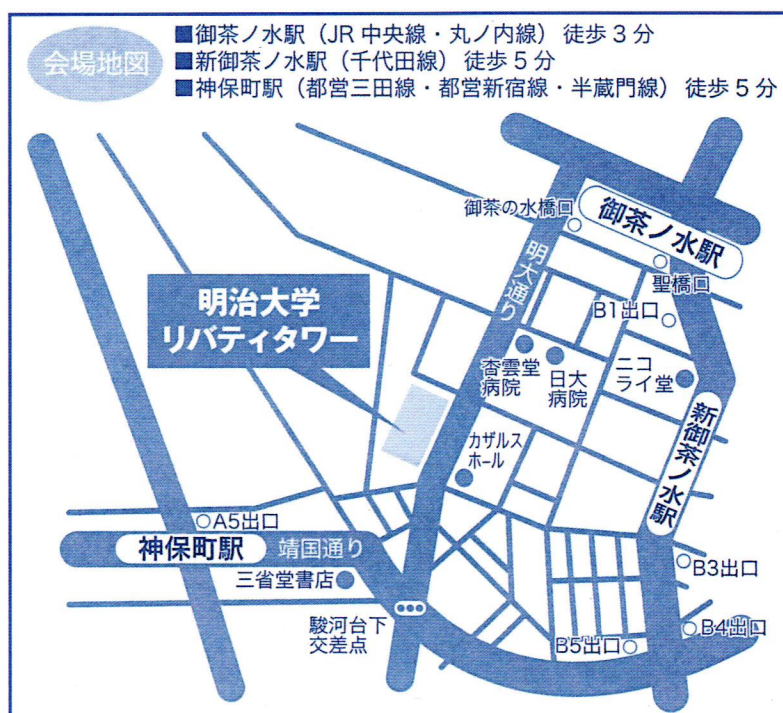 会場地図
■御茶ノ水駅（JR 中央線・丸ノ内線）徒歩 3 分
■新御茶ノ水駅（千代田線）徒歩 5 分
■神保町駅（都営三田線・都営新宿線・半蔵門線）徒歩 5 分
御茶の水橋口
御茶ノ水駅
聖橋口
明大通り
B1出口
明治大学
リバティタワー
杏雲堂
病院
日大
病院
ニコ
ライ堂
新御茶ノ水駅
カザルス
ホール
A5出口
神保町駅
靖国通り
三省堂書店
駿河台下
交差点
B3出口
B4出口
B5出口